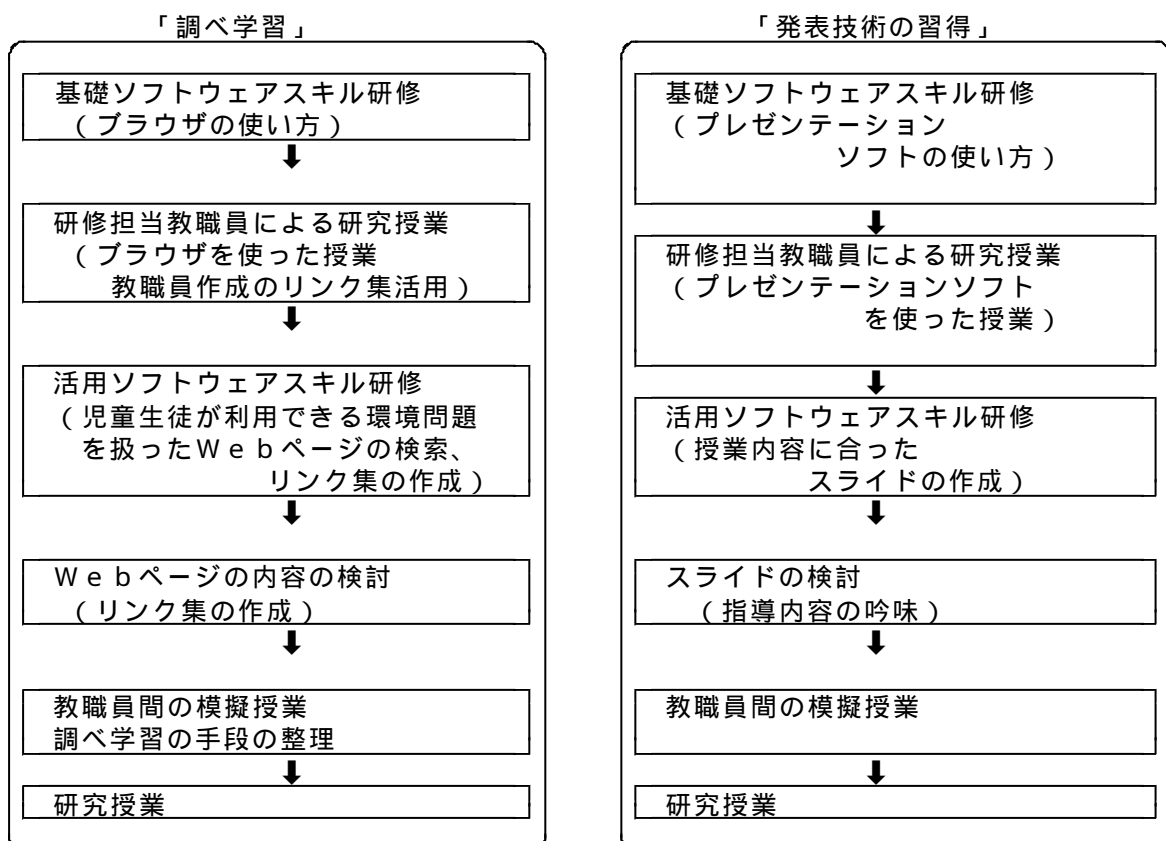 「調べ学習」
基礎ソフトウェアスキル研修
（ブラウザの使い方）
研修担当教職員による研究授業
（ブラウザを使った授業
教職員作成のリンク集活用）
活用ソフトウェアスキル研修
（児童生徒が利用できる環境問題
を扱ったＷｅｂページの検索、
リンク集の作成）
Ｗｅｂページの内容の検討
（リンク集の作成）
教職員間の模擬授業
調べ学習の手段の整理
研究授業
「発表技術の習得」
基礎ソフトウェアスキル研修
（プレゼンテーション
ソフトの使い方）
研修担当教職員による研究授業
（プレゼンテーションソフト
を使った授業）
活用ソフトウェアスキル研修
（授業内容に合った
スライドの作成）
スライドの検討
（指導内容の吟味）
教職員間の模擬授業
研究授業